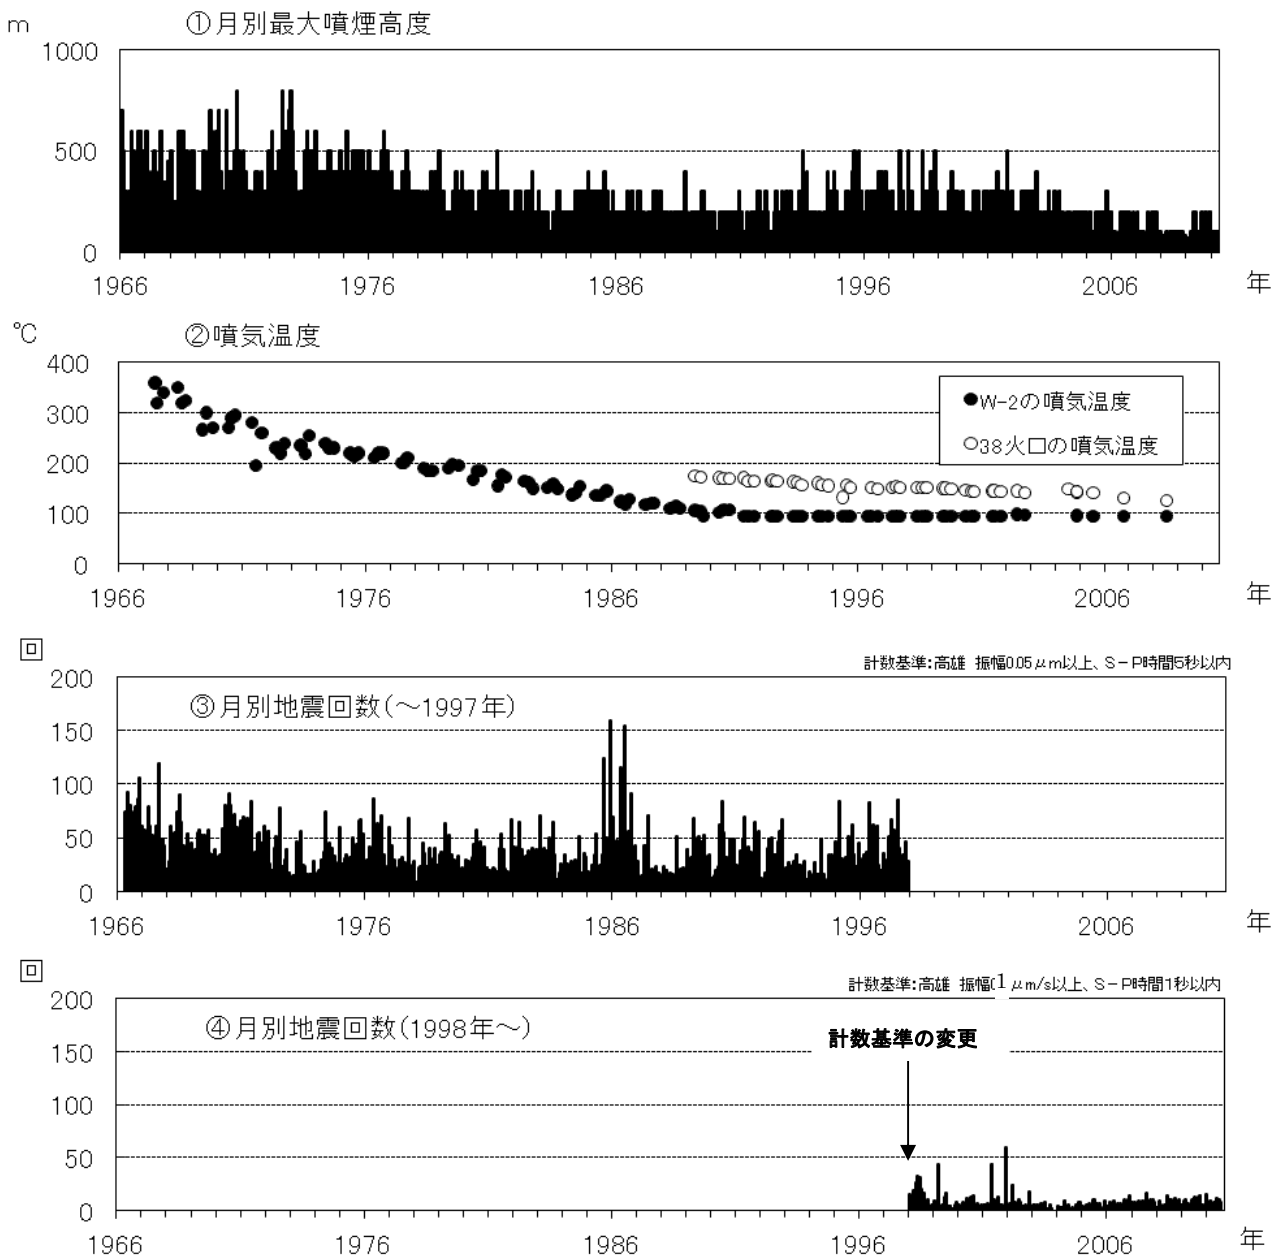 m
①月別最大噴煙高度
1000
500
0
1966 1976 1986 1996 2006 年
℃
②噴気温度
400
300
200
100
0
●W-2の噴気温度
○38火口の噴気温度
1966 1976 1986 1996 2006 年
回
計数基準:高雄 振幅0.05μm以上、S-P時間5秒以内
③月別地震回数(~1997年)
200
150
100
50
0
1966 1976 1986 1996 2006 年
回
計数基準:高雄 振幅 1μm/s以上、S-P時間1秒以内
④月別地震回数(1998年~)
計数基準の変更
200
150
100
50
0
1966 1976 1986 1996 2006 年